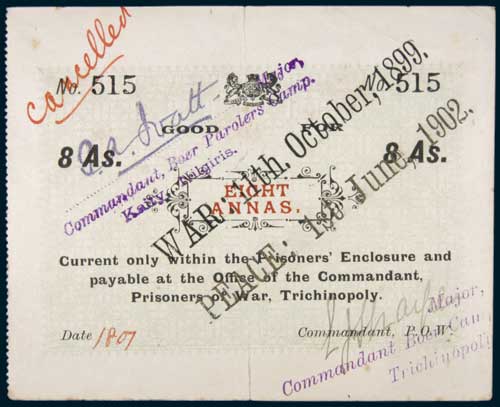 cancelled
No. 515
No 515
GOOD FOR
8 As.
8 As.
Major,
Commandant, Boer Parolers Camp.
Kaity, Nilgiris.
WAR: 11th. October, 1899.
PEACE: 1st June, 1902.
EIGHT
ANNAS.
Current only within the Prisoners' Enclosure and
payable at the Office of the Commandant,
Prisoners of War, Trichinopoly.
Date 1807
Commandant, P.O.W.
Major,
Commandant Boer Camp
Trichinopoly